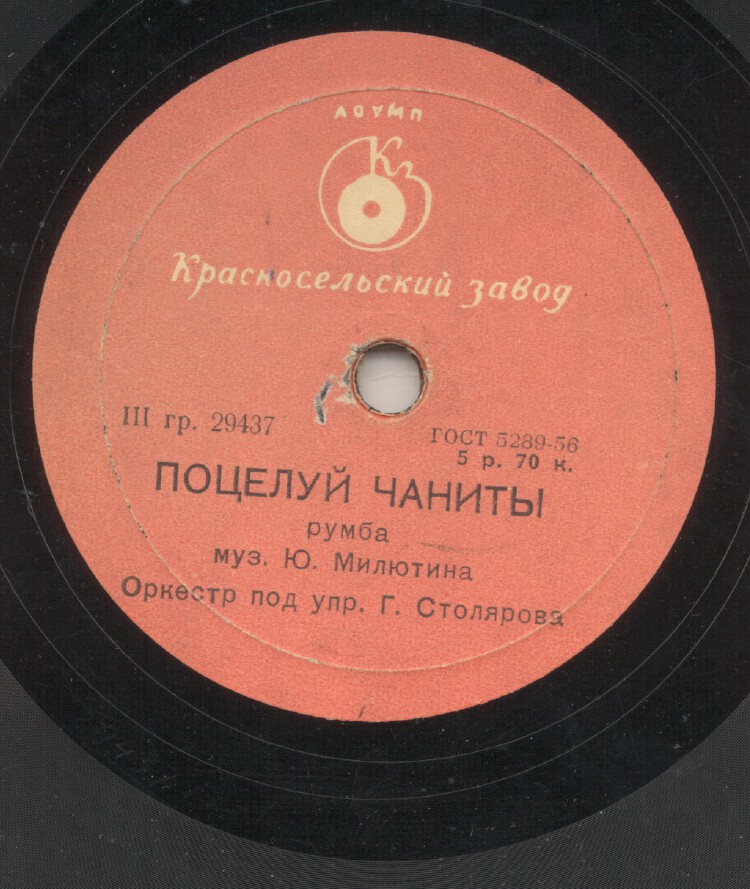 Кз
Красносельский завод
III гр. 29437
ГОСТ 5289-56
5 р. 70 к.
ПОЦЕЛУЙ ЧАНИТЫ
румба
муз. Ю. Милютина
Оркестр под упр. Г. Столярова